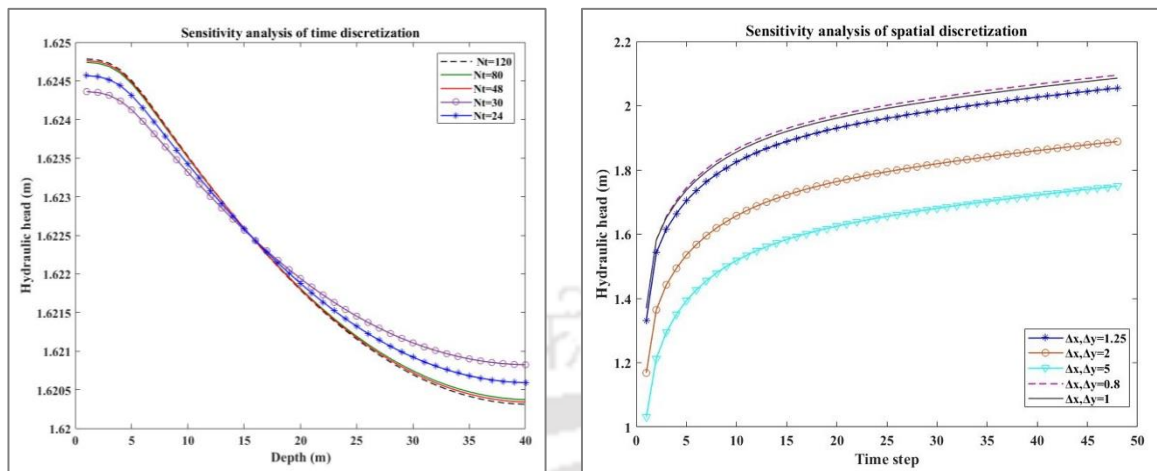 Sensitivity analysis of time discretization
Hydraulic head (m)
1.625
1.6245
1.624
1.6235
1.623
1.6225
1.622
1.6215
1.621
1.6205
1.62
Nt=120
Nt=80
Nt=48
Nt=30
Nt=24
0 5 10 15 20 25 30 35 40
Depth (m)
Sensitivity analysis of spatial discretization
Hydraulic head (m)
2.2
2
1.8
1.6
1.4
1.2
1
Δx,Δy=1.25
Δx,Δy=2
Δx,Δy=5
Δx,Δy=0.8
Δx,Δy=1
0 5 10 15 20 25 30 35 40 45 50
Time step